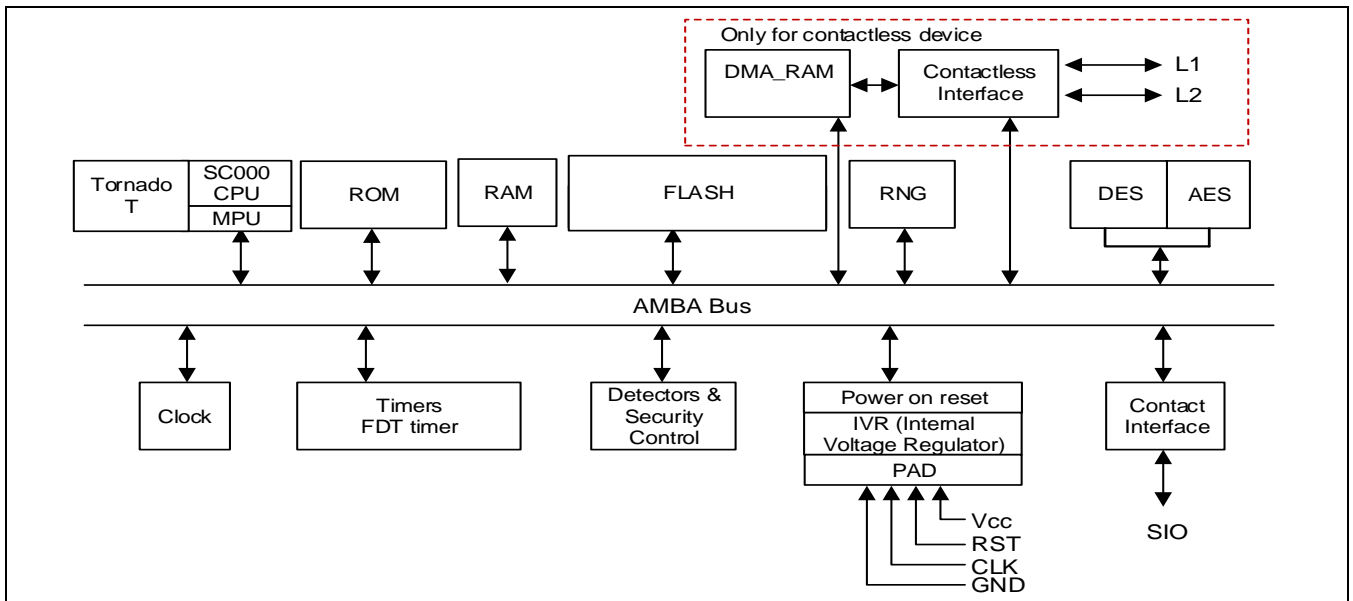 Only for contactless device
DMA_RAM
Contactless
Interface
L1
L2
Tornado
T
SC000
CPU
MPU
ROM
RAM
FLASH
RNG
DES
AES
AMBA Bus
Clock
Timers
FDT timer
Detectors &
Security
Control
Power on reset
IVR (Internal
Voltage Regulator)
PAD
Contact
Interface
Vcc
RST
CLK
GND
SIO